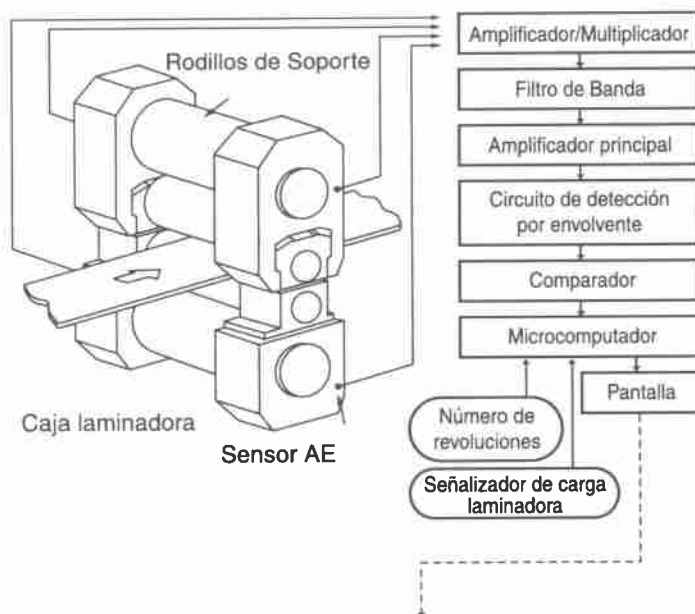 Rodillos de Soporte
Caja laminadora
Sensor AE
Amplificador/Multiplicador
Filtro de Banda
Amplificador principal
Circuito de detección
por envolvente
Comparador
Microcomputador
Pantalla
Número de
revoluciones
Señalizador de carga
laminadora